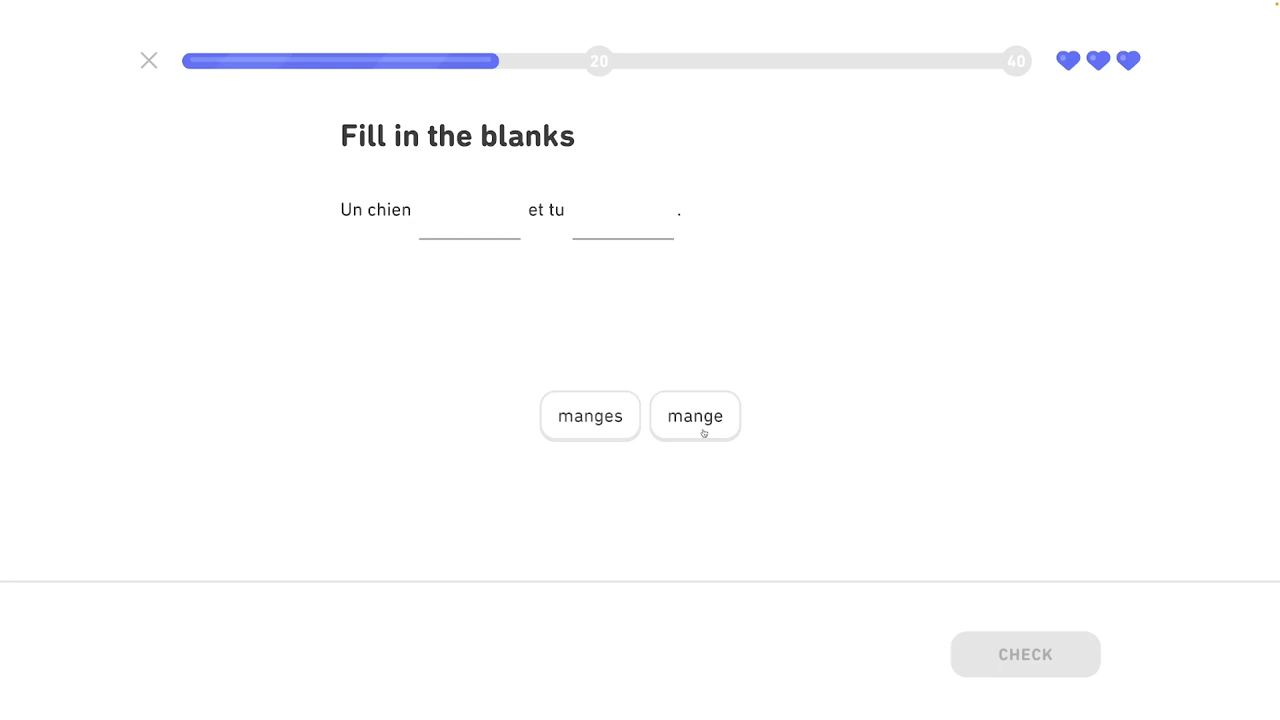 20
40
Fill in the blanks
Un chien et tu .
manges mange
CHECK